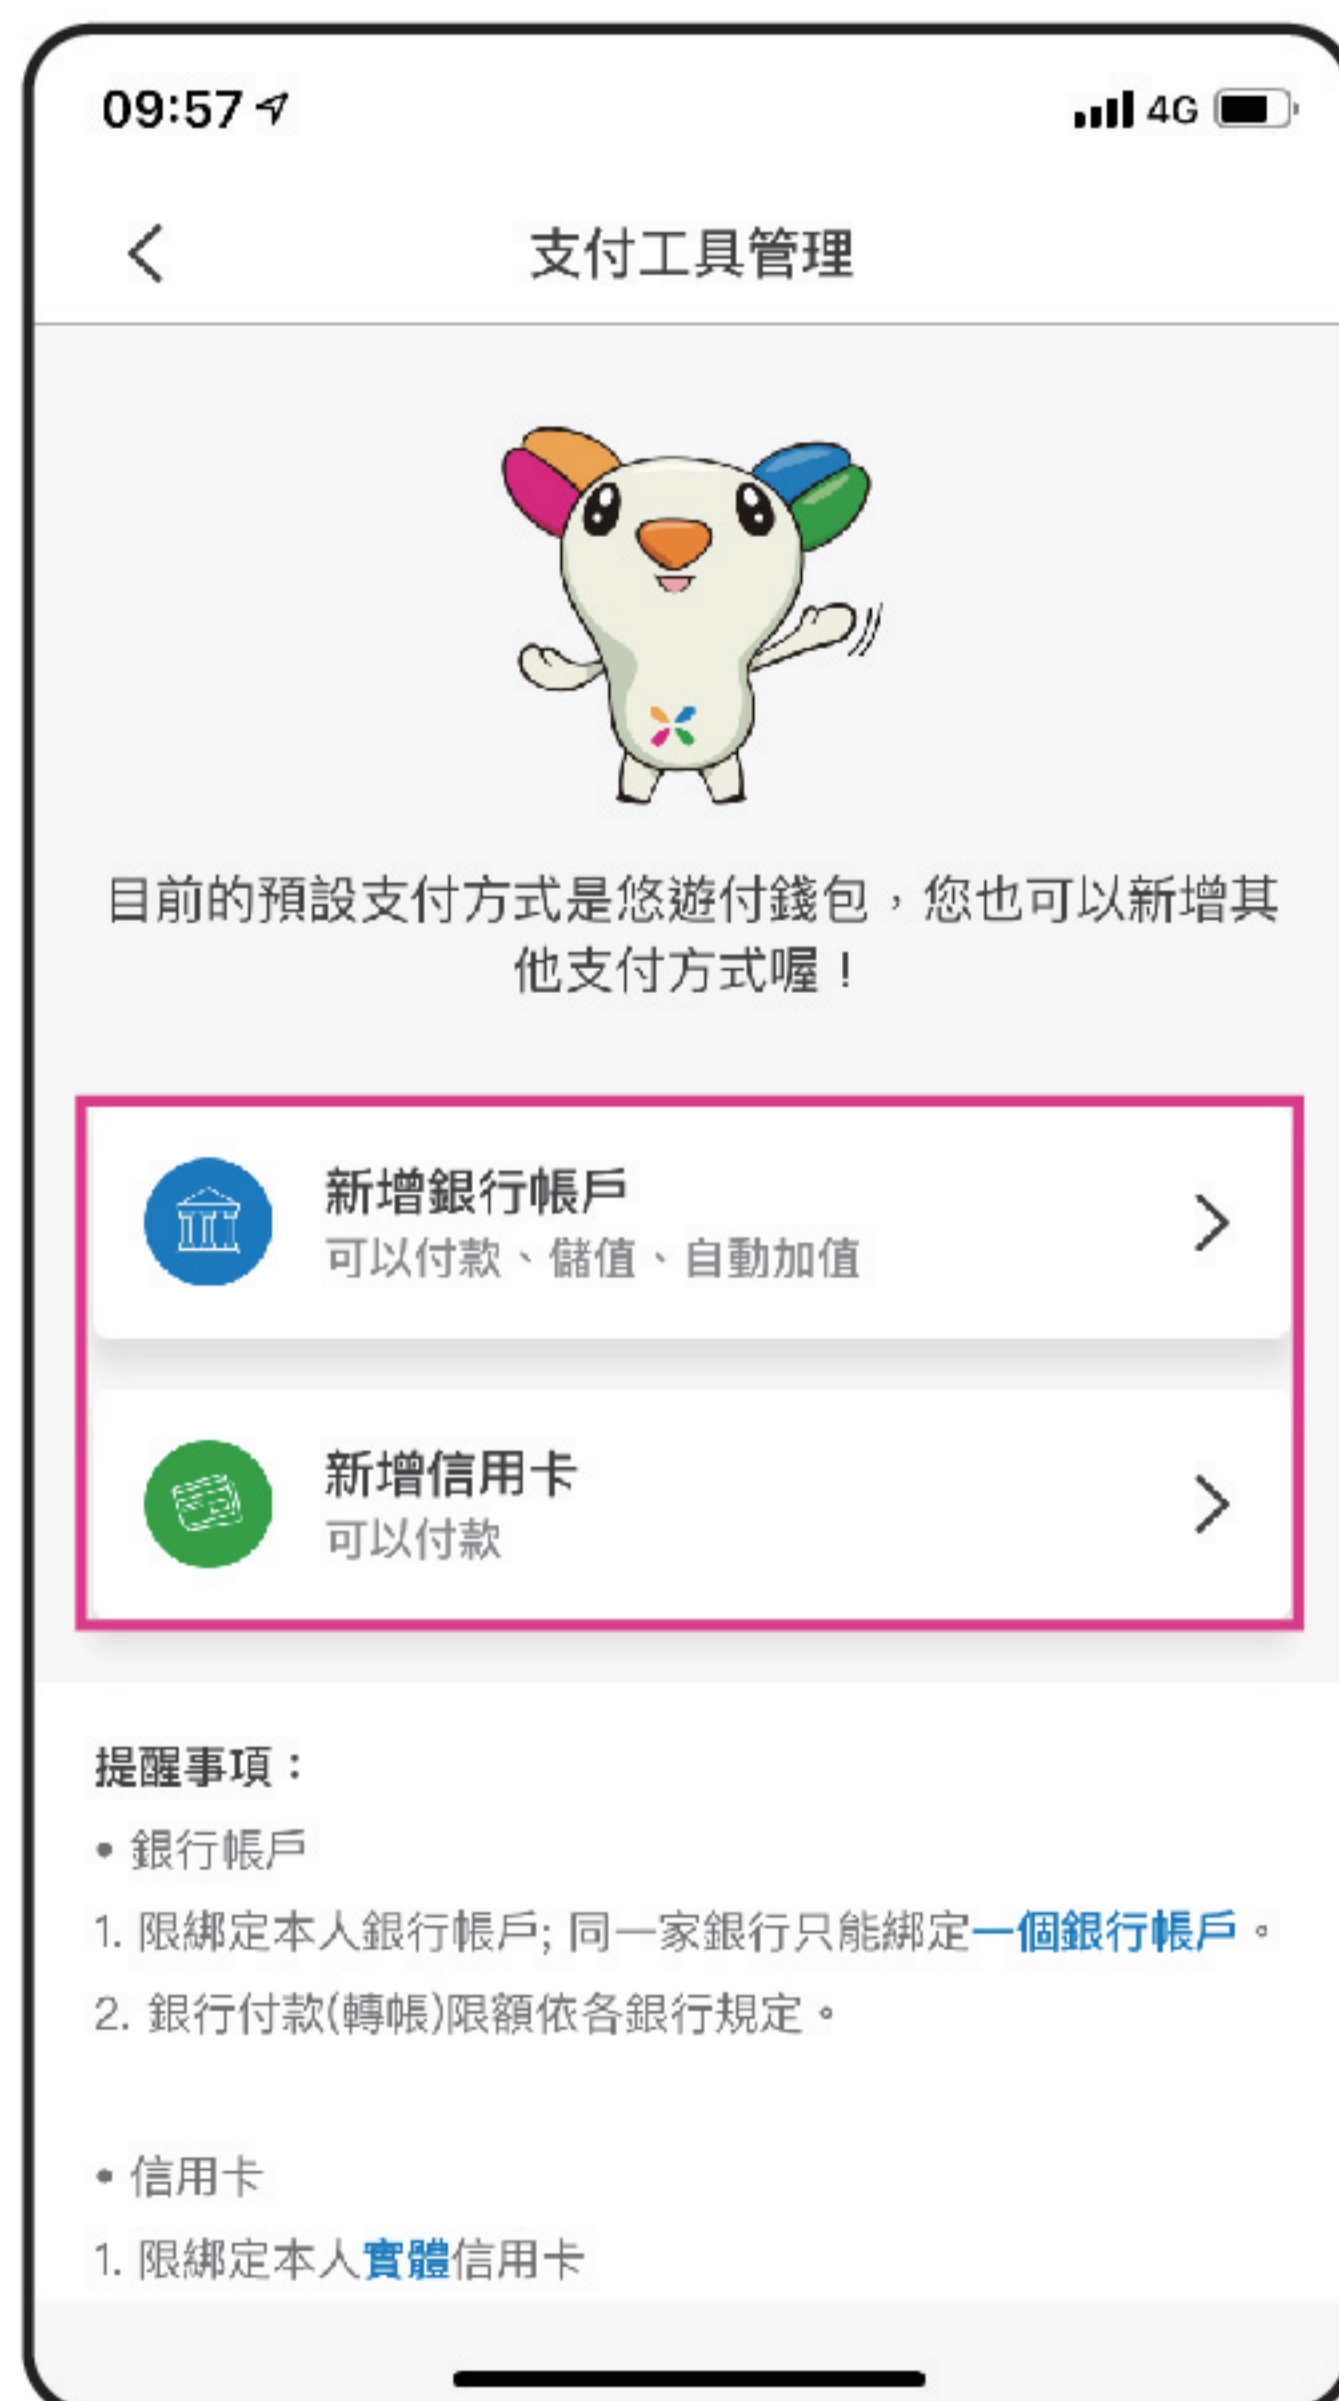 09:57
4G
支付工具管理
目前的預設支付方式是悠遊付錢包，您也可以新增其
他支付方式喔！
新增銀行帳戶
可以付款、儲值、自動加值
新增信用卡
可以付款
提醒事項：
• 銀行帳戶
1. 限綁定本人銀行帳戶; 同一家銀行只能綁定一個銀行帳戶。
2. 銀行付款(轉帳)限額依各銀行規定。
• 信用卡
1. 限綁定本人實體信用卡